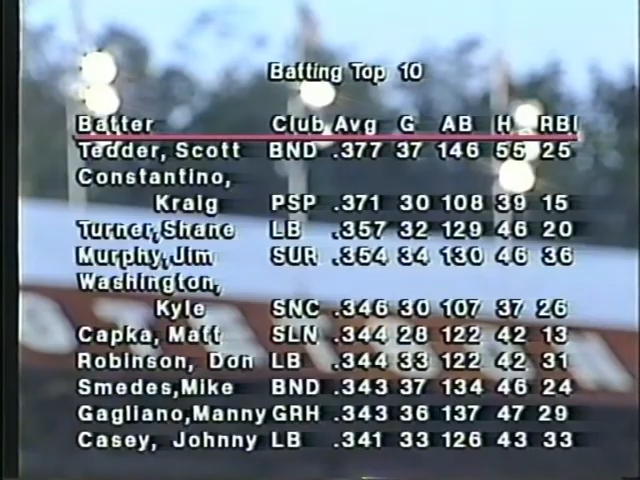 Batting Top 10
Batter Club Avg G AB H RBI
Tedder, Scott BND .377 37 146 55 25
Constantino,
Kraig PSP .371 30 108 39 15
Turner,Shane LB .357 32 129 46 20
Murphy,Jim SUR .354 34 130 46 36
Washington,
Kyle SNC .346 30 107 37 26
Capka, Matt SLN .344 28 122 42 13
Robinson, Don LB .344 33 122 42 31
Smedes,Mike BND .343 37 134 46 24
Gagliano,Manny GRH .343 36 137 47 29
Casey, Johnny LB .341 33 126 43 33